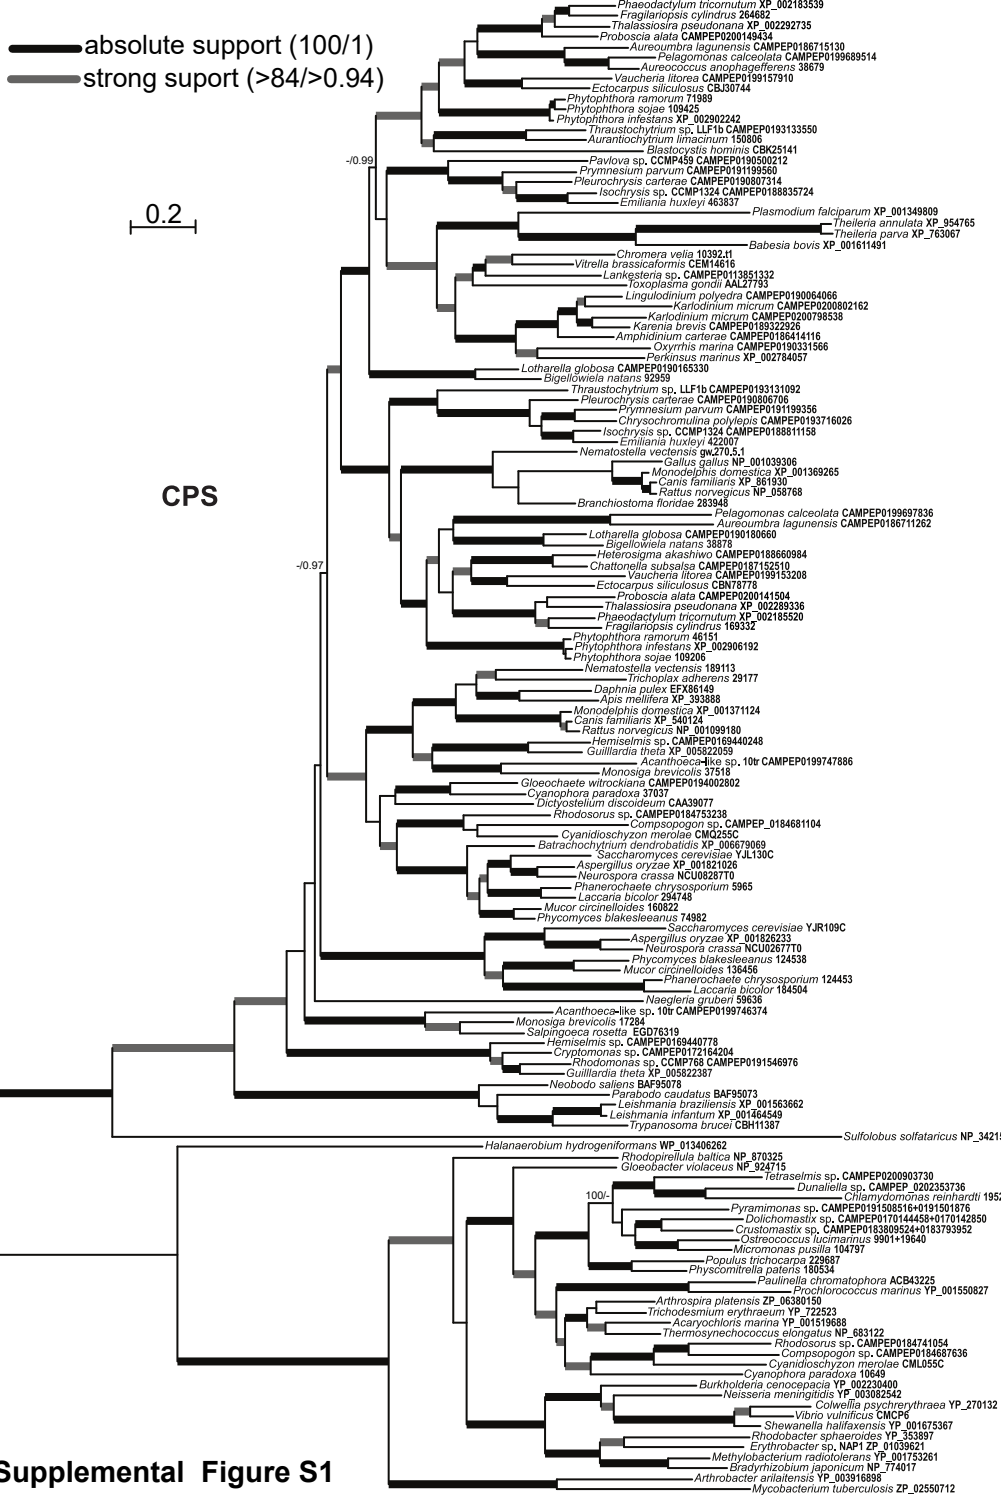 absolute support (100/1)
strong suport (>84/>0.94)
0.2
CPS
-/0.99
-/0.97
100/-
Phaeodactylum tricornutum XP_002183539
Fragilariopsis cylindrus 264682
Thalassiosira pseudonana XP_002292735
Proboscia alata CAMPEP0200149434
Aureoumbra lagunensis CAMPEP0186715130
Pelagomonas calceolata CAMPEP0199689514
Aureococcus anophagefferens 38679
Vaucheria litorea CAMPEP0199157910
Ectocarpus siliculosus CBJ30744
Phytophthora ramorum 71989
Phytophthora sojae 109425
Phytophthora infestans XP_002902242
Thraustochytrium sp. LLF1b CAMPEP0193133550
Aurantiochytrium limacinum 150806
Blastocystis hominis CBK25141
Pavlova sp. CCMP459 CAMPEP0190500212
Prymnesium parvum CAMPEP0191199560
Pleurochrysis carterae CAMPEP0190807314
Isochrysis sp. CCMP1324 CAMPEP0188835724
Emiliania huxleyi 463837
Plasmodium falciparum XP_001349809
Theileria annulata XP_954765
Theileria parva XP_763067
Babesia bovis XP_001611491
Chromera velia 10392.t1
Vitrella brassicaformis CEM14616
Lankesteria sp. CAMPEP0113851332
Toxoplasma gondii AAL27793
Lingulodinium polyedra CAMPEP0190064066
Karlodinium micrum CAMPEP0200802162
Karlodinium micrum CAMPEP0200798538
Karenia brevis CAMPEP0189322926
Amphidinium carterae CAMPEP0186414116
Oxyrrhis marina CAMPEP0190331566
Perkinsus marinus XP_002784057
Lotharella globosa CAMPEP0190165330
Bigellowiela natans 92959
Thraustochytrium sp. LLF1b CAMPEP0193131092
Pleurochrysis carterae CAMPEP0190806706
Prymnesium parvum CAMPEP0191199356
Chrysochromulina polylepis CAMPEP0193716026
Isochrysis sp. CCMP1324 CAMPEP0188811158
Emiliania huxleyi 422007
Nematostella vectensis gw.270.5.1
Gallus gallus NP_001039306
Monodelphis domestica XP_001369265
Canis familiaris XP_861930
Rattus norvegicus NP_058768
Branchiostoma floridae 283948
Pelagomonas calceolata CAMPEP0199697836
Aureoumbra lagunensis CAMPEP0186711262
Lotharella globosa CAMPEP0190180660
Bigellowiela natans 38878
Heterosigma akashiwo CAMPEP0188660984
Chattonella subsalsa CAMPEP0187152510
Vaucheria litorea CAMPEP0199153208
Ectocarpus siliculosus CBN78778
Proboscia alata CAMPEP0200141504
Thalassiosira pseudonana XP_002289336
Phaeodactylum tricornutum XP_002185520
Fragilariopsis cylindrus 169332
Phytophthora ramorum 46151
Phytophthora infestans XP_002906192
Phytophthora sojae 109206
Nematostella vectensis 189113
Trichoplax adherens 29177
Daphnia pulex EFX86149
Apis mellifera XP_393888
Monodelphis domestica XP_001371124
Canis familiaris XP_540124
Rattus norvegicus NP_001099180
Hemiselmis sp. CAMPEP0169440248
Guillardia theta XP_005822059
Acanthoeca-like sp. 10tr CAMPEP0199747886
Monosiga brevicolis 37518
Gloeochaete witrockiana CAMPEP0194002802
Cyanophora paradoxa 37037
Dictyostelium discoideum CAA39077
Rhodosorus sp. CAMPEP0184753238
Compsopogon sp. CAMPEP_0184681104
Cyanidioschyzon merolae CMQ255C
Batrachochytrium dendrobatidis XP_006679069
Saccharomyces cerevisiae YJL130C
Aspergillus oryzae XP_001821026
Neurospora crassa NCU08287T0
Phanerochaete chrysosporium 5965
Laccaria bicolor 294748
Mucor circinelloides 160822
Phycomyces blakesleeanus 74982
Saccharomyces cerevisiae YJR109C
Aspergillus oryzae XP_001826233
Neurospora crassa NCU02677T0
Phycomyces blakesleeanus 124538
Mucor circinelloides 136456
Phanerochaete chrysosporium 124453
Laccaria bicolor 184504
Naegleria gruberi 59636
Acanthoeca-like sp. 10tr CAMPEP0199746374
Monosiga brevicolis 17284
Salpingoeca rosetta EGD76319
Hemiselmis sp. CAMPEP0169440778
Cryptomonas sp. CAMPEP0172164204
Rhodomonas sp. CCMP768 CAMPEP0191546976
Guillardia theta XP_005822387
Neobodo saliens BAF95078
Parabodo caudatus BAF95073
Leishmania braziliensis XP_001563662
Leishmania infantum XP_001464549
Trypanosoma brucei CBH11387
Sulfolobus solfataricus NP_34215
Halanaerobium hydrogeniformans WP_013406262
Rhodopirellula baltica NP_870325
Gloeobacter violaceus NP_924715
Tetraselmis sp. CAMPEP0200903730
Dunaliella sp. CAMPEP_0202353736
Chlamydomonas reinhardti 1952
Pyramimonas sp. CAMPEP0191508516+0191501876
Dolichomastix sp. CAMPEP0170144458+0170142850
Crustomastix sp. CAMPEP0183809524+0183793952
Ostreococcus lucimarinus 9901+19640
Micromonas pusilla 104797
Populus trichocarpa 229687
Physcomitrella patens 180534
Paulinella chromatophora ACB43225
Prochlorococcus marinus YP_001550827
Arthrospira platensis ZP_06380150
Trichodesmium erythraeum YP_722523
Acaryochloris marina YP_001519688
Thermosynechococcus elongatus NP_683122
Rhodosorus sp. CAMPEP0184741054
Compsopogon sp. CAMPEP0184687636
Cyanidioschyzon merolae CML055C
Cyanophora paradoxa 10649
Burkholderia cenocepacia YP_002230400
Neisseria meningitidis YP_003082542
Colwellia psychrerythraea YP_270132
Vibrio vulnificus CMCP6
Shewanella halifaxensis YP_001675367
Rhodobacter sphaeroides YP_353897
Erythrobacter sp. NAP1 ZP_01039621
Methylobacterium radiotolerans YP_001753261
Bradyrhizobium japonicum NP_774017
Arthrobacter arilaitensis YP_003916898
Mycobacterium tuberculosis ZP_02550712
Supplemental Figure S1